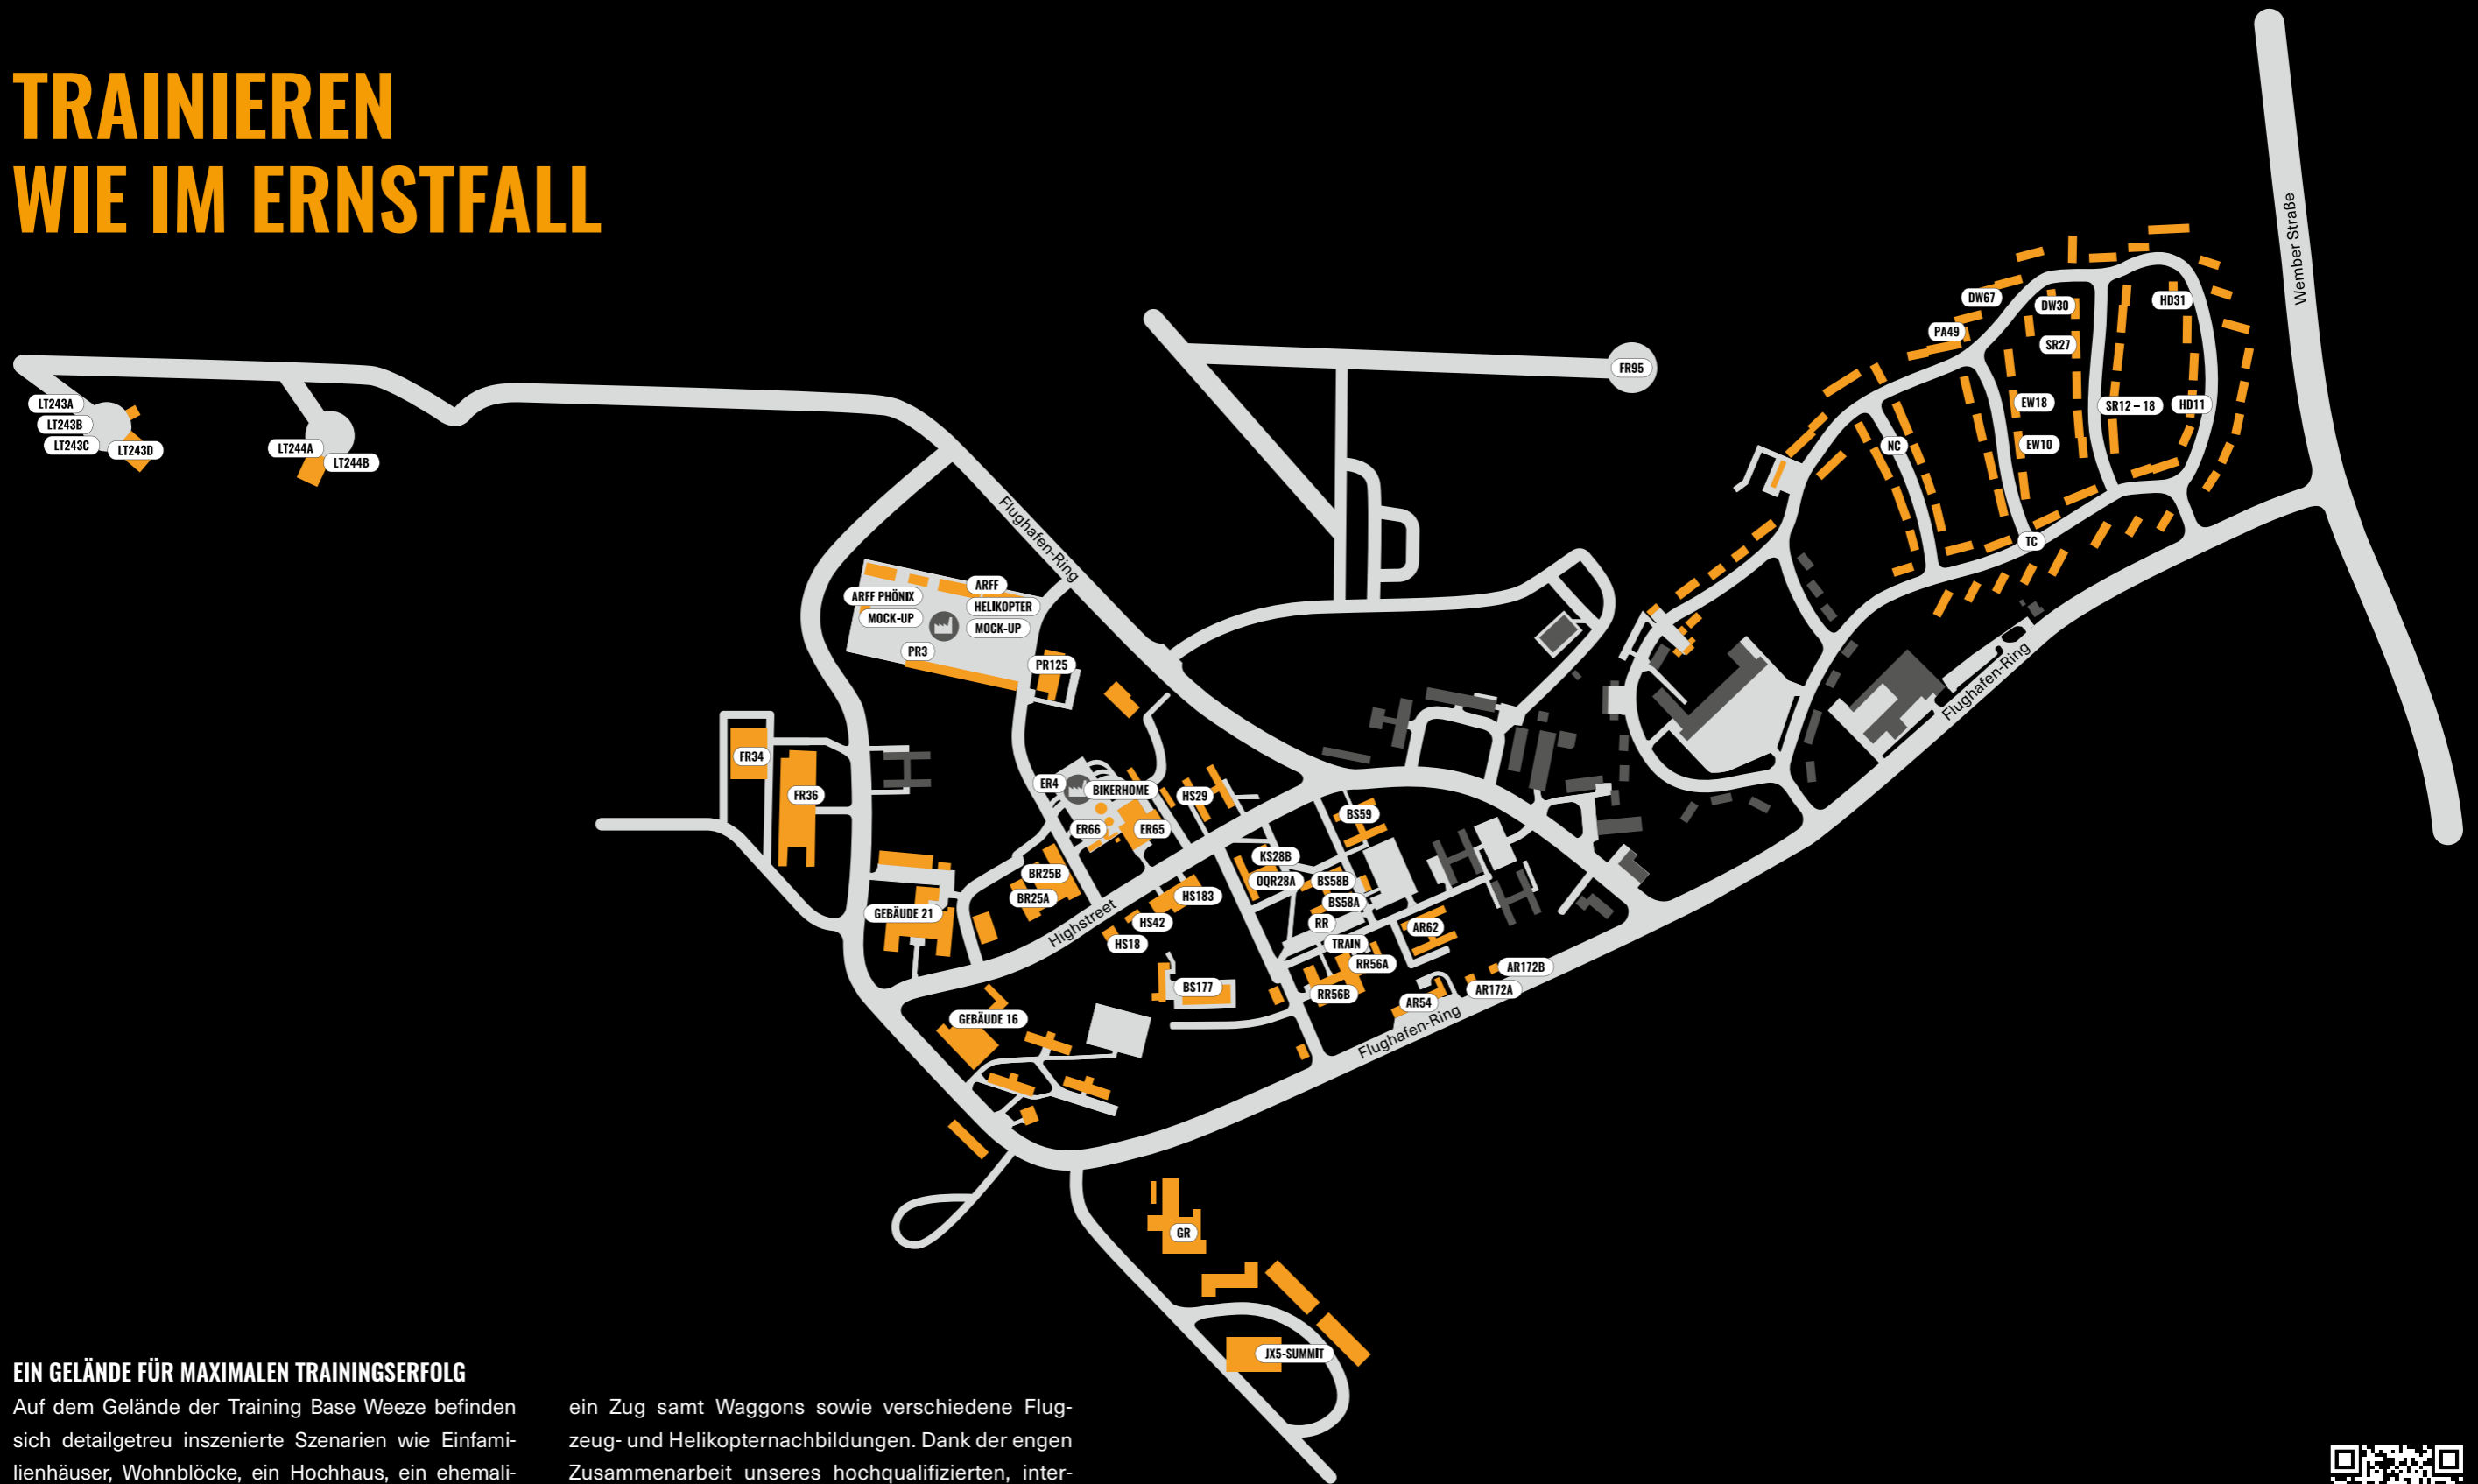 TRAINIEREN
WIE IM ERNSTFALL
Wember Straße
DW67
DW30
HD31
PA49
SR27
FR95
LT243A
LT243B
LT243C
LT243D
LT244A
LT244B
EW18
SR12 – 18
HD11
NC
EW10
TC
Flughafen-Ring
ARFF
ARFF PHÖNIX
HELIKOPTER
MOCK-UP
MOCK-UP
PR3
PR125
Flughafen-Ring
FR34
FR36
ER4
BIKERHOME
HS29
BS59
ER66
ER65
KS28B
BR25B
OQR28A
BS58B
BR25A
HS183
BS58A
GEBÄUDE 21
Highstreet
HS42
RR
AR62
HS18
TRAIN
RR56A
AR172B
BS177
RR56B
AR54
AR172A
GEBÄUDE 16
Flughafen-Ring
GR
JX5-SUMMIT
EIN GELÄNDE FÜR MAXIMALEN TRAININGSERFOLG
Auf dem Gelände der Training Base Weeze befinden
sich detailgetreu inszenierte Szenarien wie Einfami-
lienhäuser, Wohnblöcke, ein Hochhaus, ein ehemali-
ein Zug samt Waggons sowie verschiedene Flug-
zeug- und Helikopternachbildungen. Dank der engen
Zusammenarbeit unseres hochqualifizierten, inter-